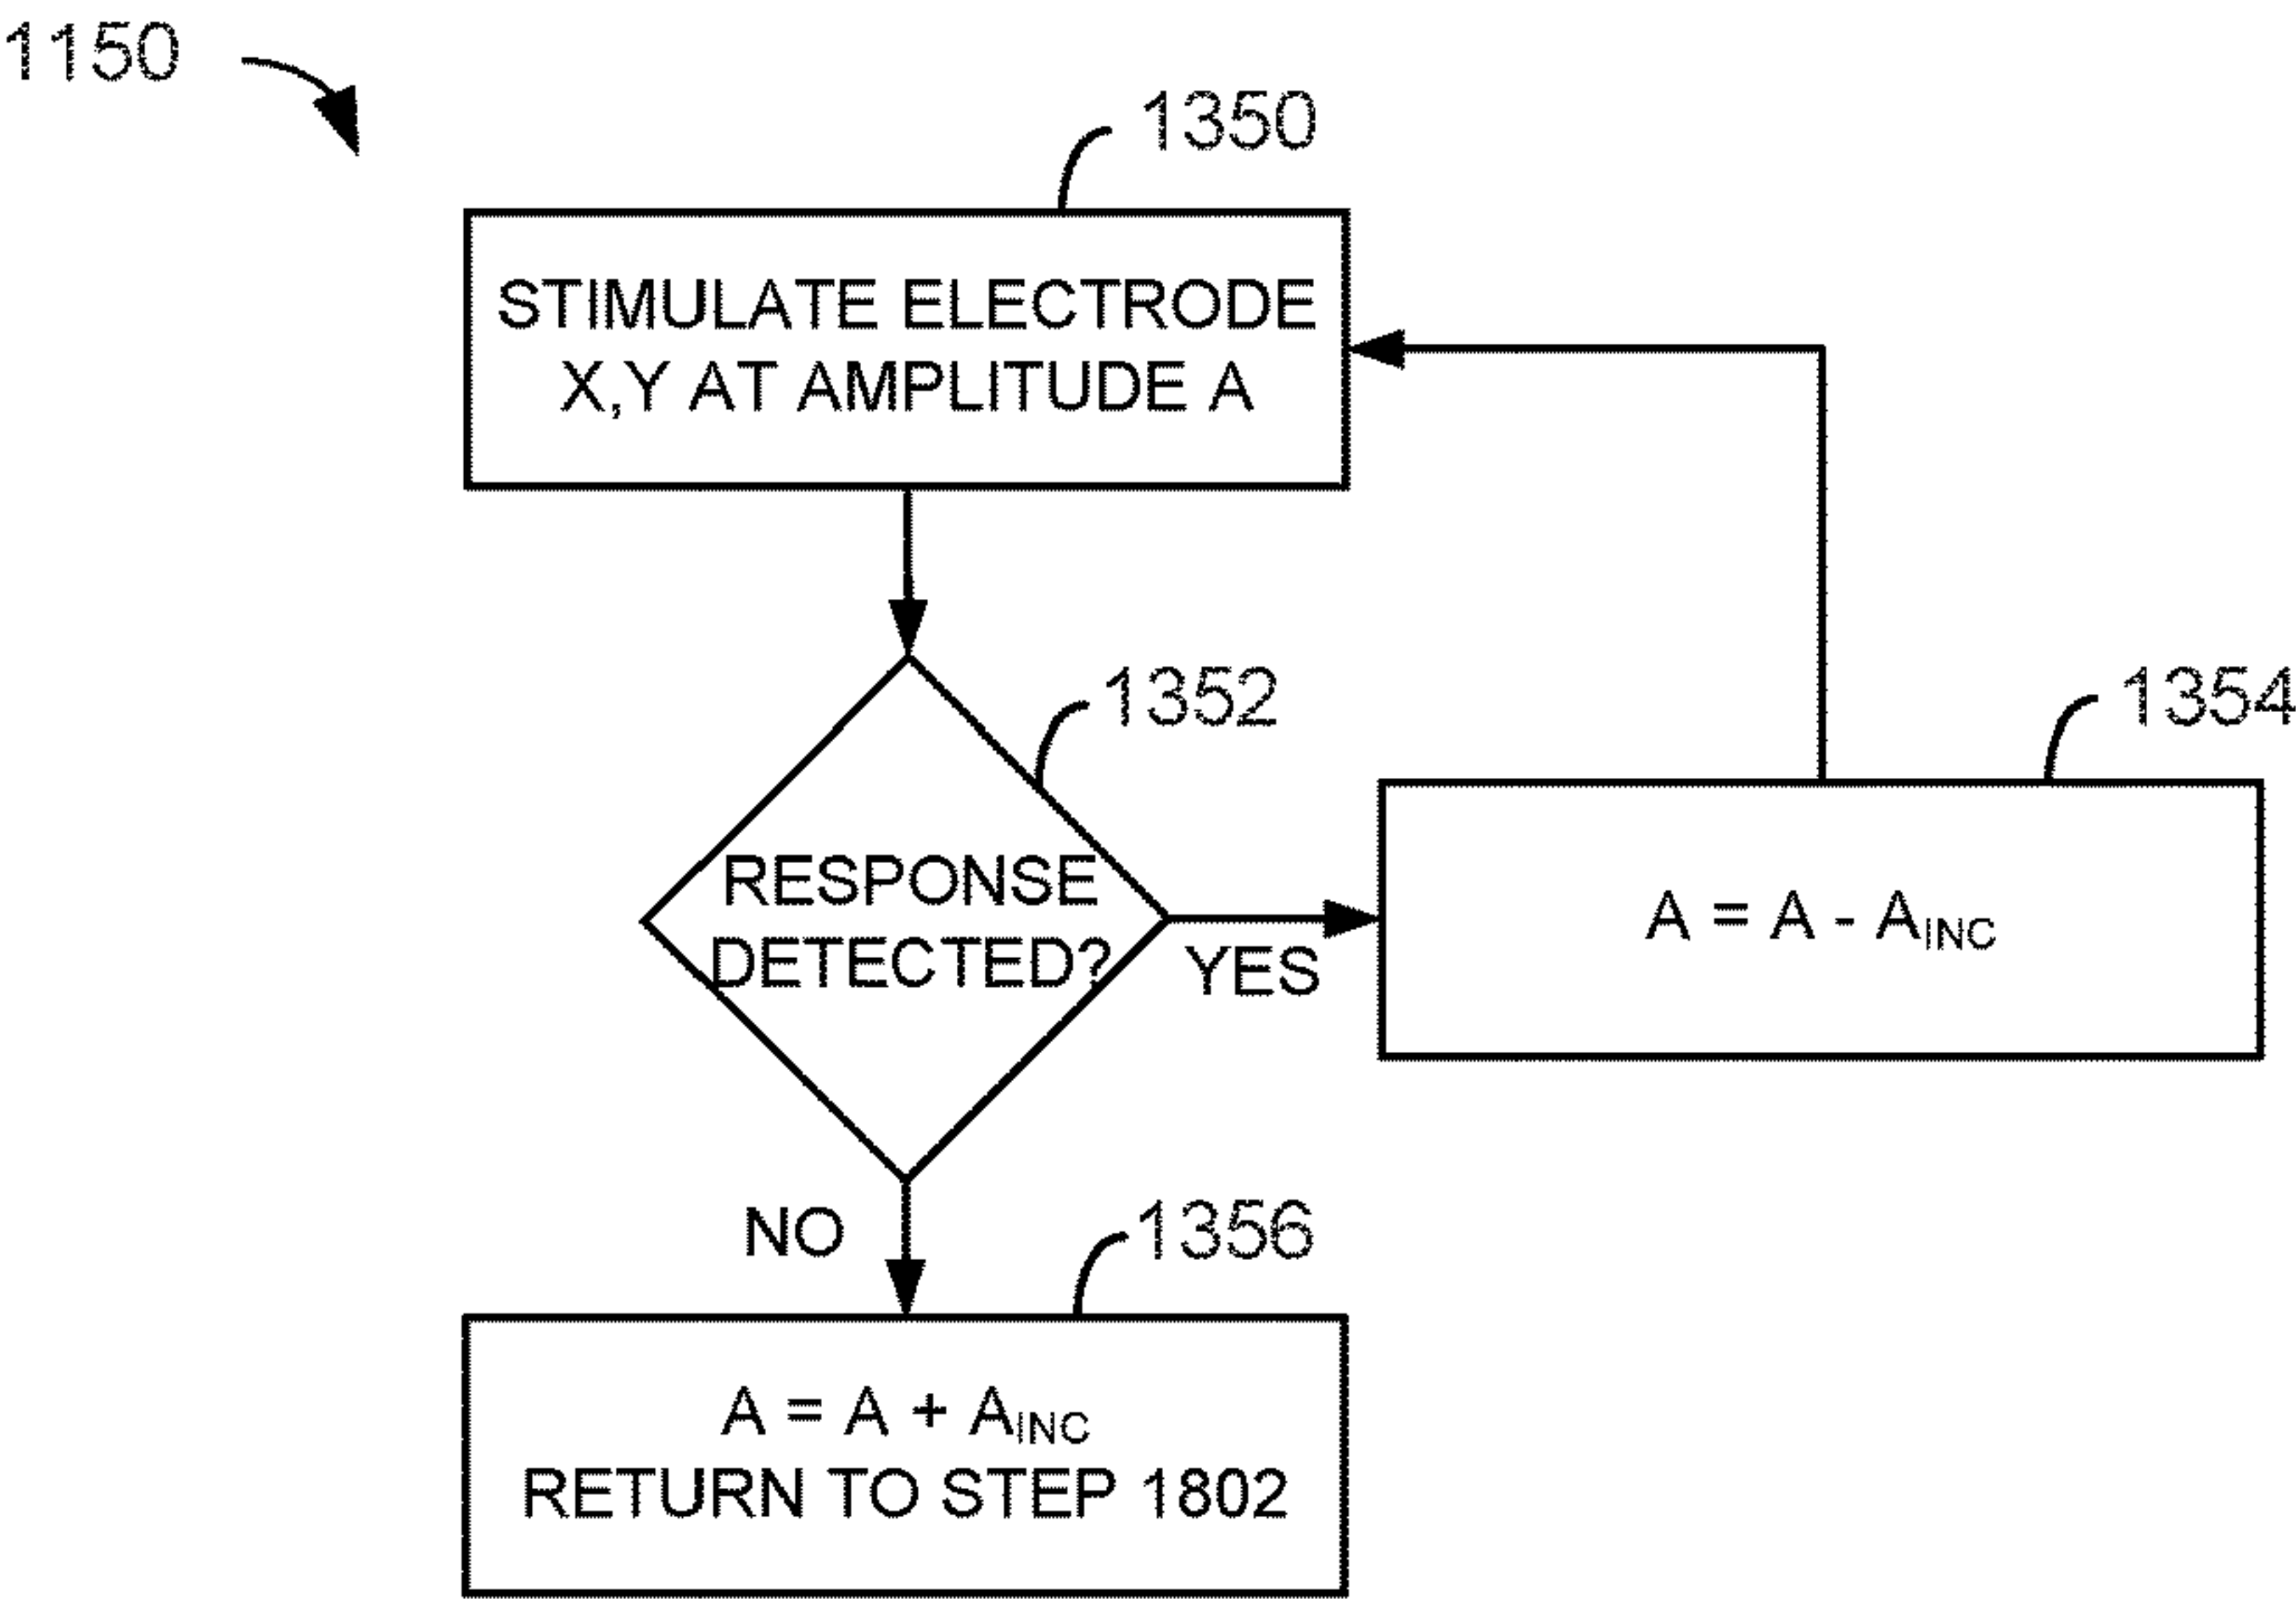 1150
1350
STIMULATE ELECTRODE
X,Y AT AMPLITUDE A
1352
RESPONSE
DETECTED?
YES
1354
A = A - AINC
NO
1356
A = A + AINC
RETURN TO STEP 1802